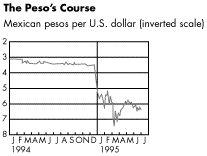 The Peso's Course
Mexican pesos per U.S. dollar (inverted scale)
2
3
4
5
6
7
8
J F M A M J J A S O N D J F M A M J J
1994 1995